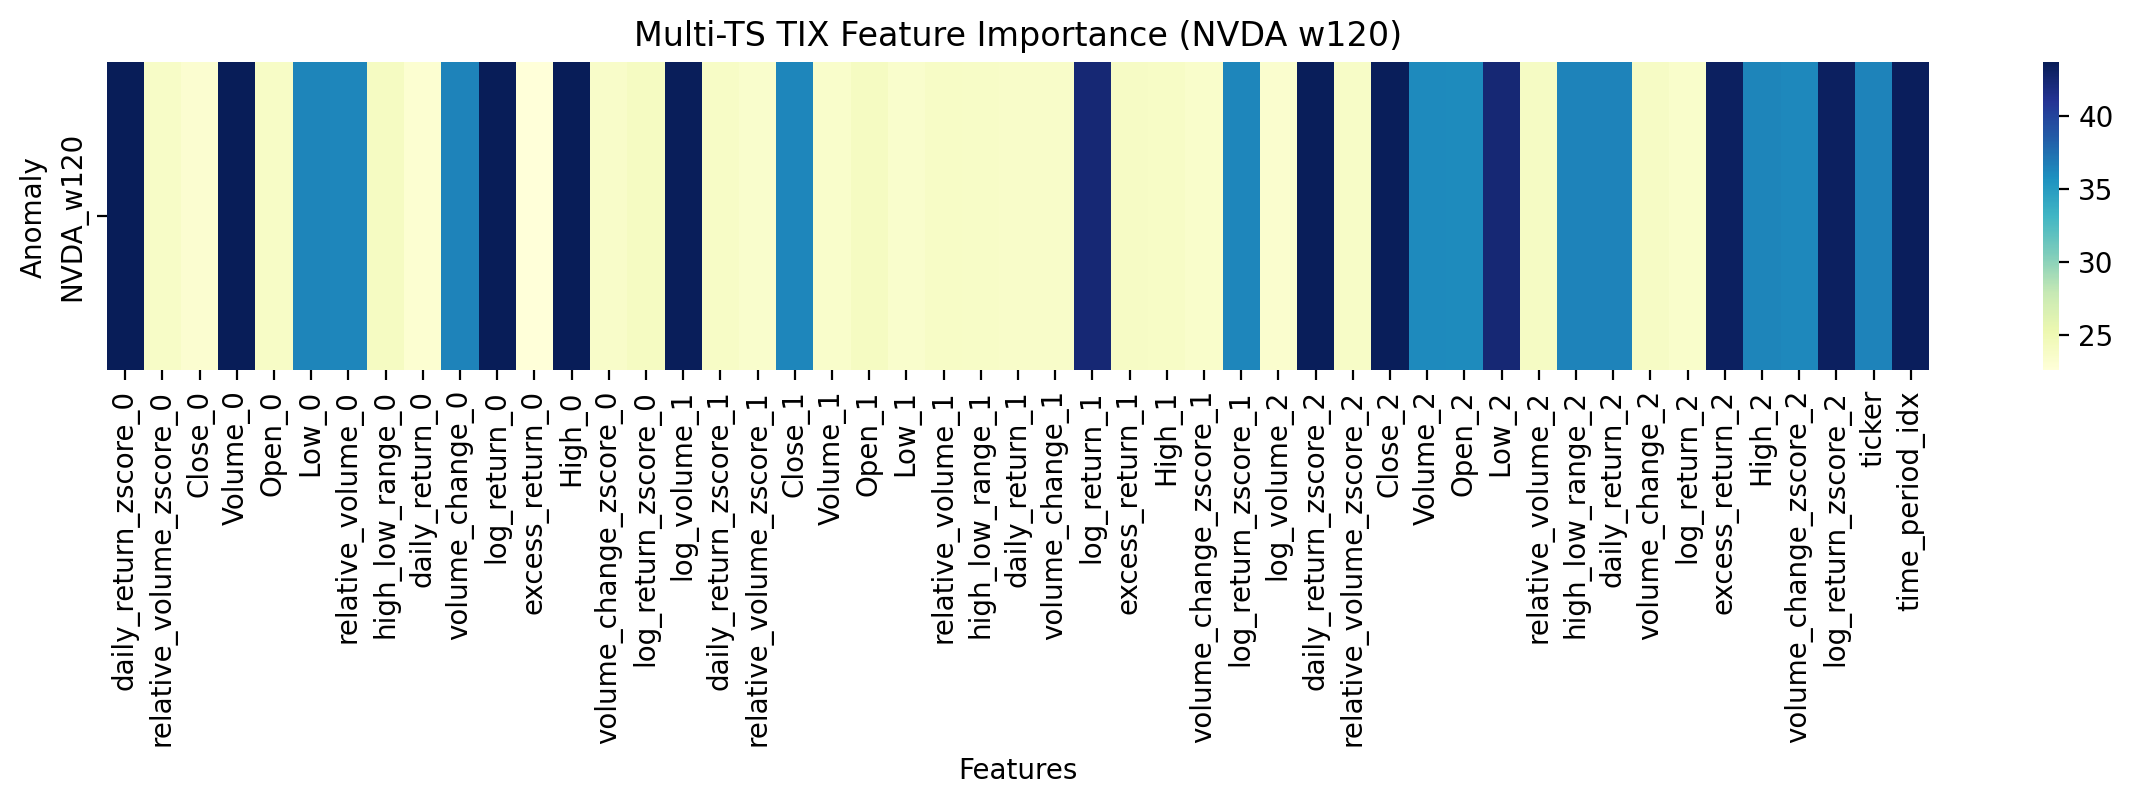 Multi-TS TIX Feature Importance (NVDA w120)
Anomaly
NVDA_w120
40
35
30
25
daily_return_zscore_0
relative_volume_zscore_0
Close_0
Volume_0
Open_0
Low_0
relative_volume_0
high_low_range_0
daily_return_0
volume_change_0
log_return_0
excess_return_0
High_0
volume_change_zscore_0
log_return_zscore_0
log_volume_1
daily_return_zscore_1
relative_volume_zscore_1
Close_1
Volume_1
Open_1
Low_1
relative_volume_1
high_low_range_1
daily_return_1
volume_change_1
log_return_1
excess_return_1
High_1
volume_change_zscore_1
log_return_zscore_1
log_volume_2
daily_return_zscore_2
relative_volume_zscore_2
Close_2
Volume_2
Open_2
Low_2
relative_volume_2
high_low_range_2
daily_return_2
volume_change_2
log_return_2
excess_return_2
High_2
volume_change_zscore_2
log_return_zscore_2
ticker
time_period_idx
Features